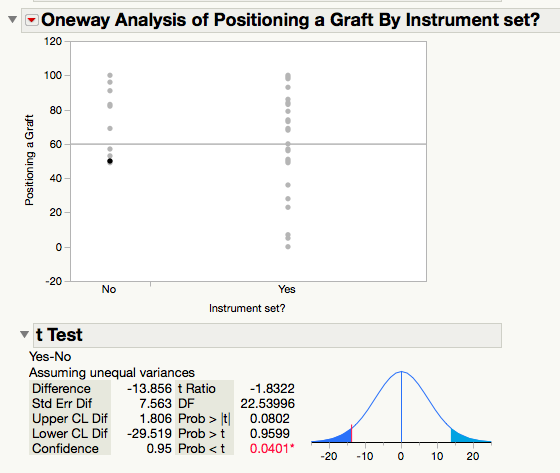 Oneway Analysis of Positioning a Graft By Instrument set?
120
100
80
60
40
20
0
-20
Positioning a Graft
No Yes
Instrument set?
t Test
Yes-No
Assuming unequal variances
Difference -13.856 t Ratio -1.8322
Std Err Dif 7.563 DF 22.53996
Upper CL Dif 1.806 Prob > |t| 0.0802
Lower CL Dif -29.519 Prob > t 0.9599
Confidence 0.95 Prob < t 0.0401*
-20 -10 0 10 20